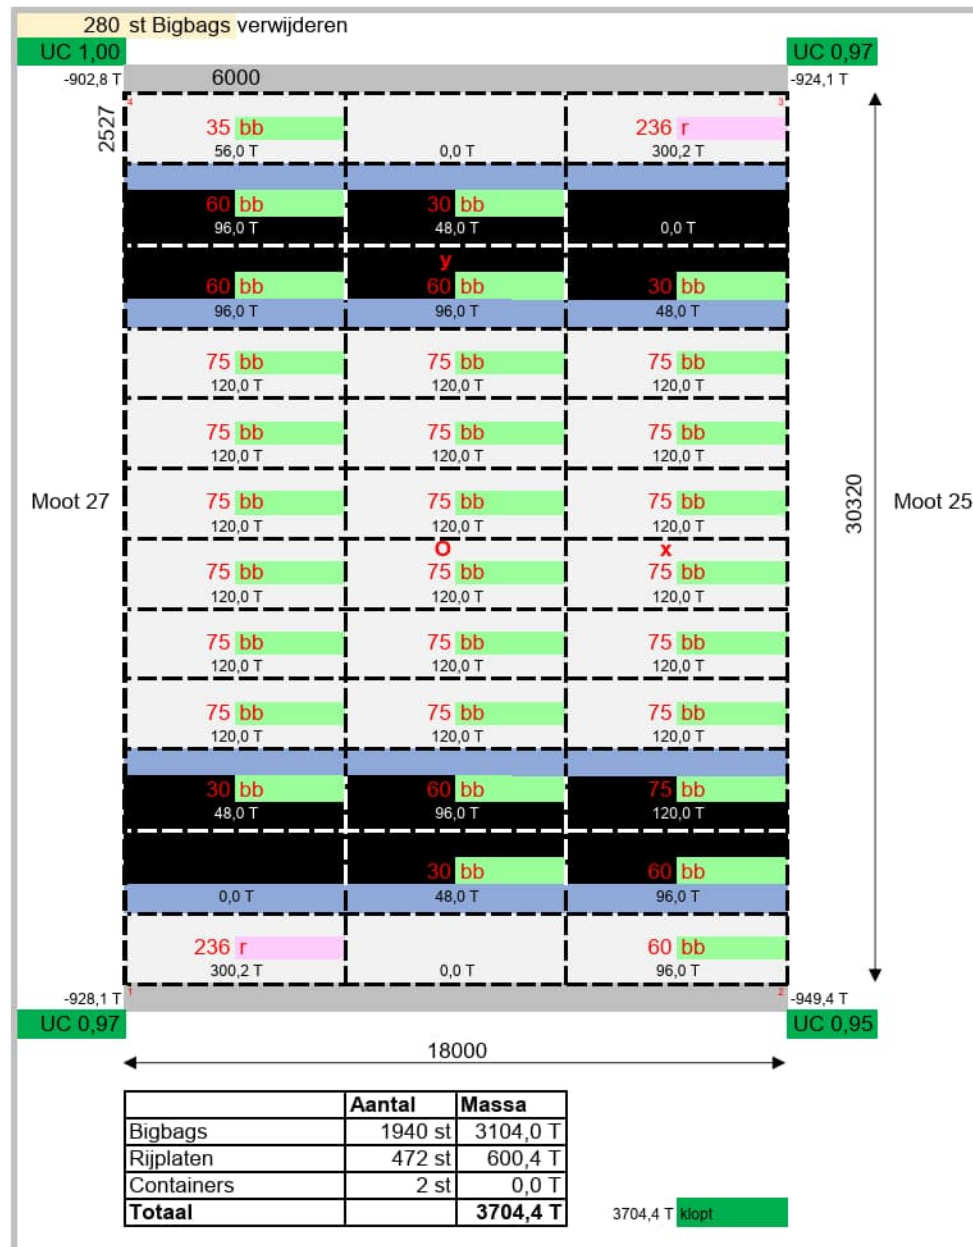 280 st Bigbags verwijderen
UC 1,00 UC 0,97
-902,8 T 6000 -924,1 T
4 3
2527
35 bb 236 r
56,0 T 0,0 T 300,2 T
60 bb 30 bb
96,0 T 48,0 T 0,0 T
y
60 bb 60 bb 30 bb
96,0 T 96,0 T 48,0 T
75 bb 75 bb 75 bb
120,0 T 120,0 T 120,0 T
75 bb 75 bb 75 bb
120,0 T 120,0 T 120,0 T
Moot 27 75 bb 75 bb 75 bb 30320 Moot 25
120,0 T 120,0 T 120,0 T
O x
75 bb 75 bb 75 bb
120,0 T 120,0 T 120,0 T
75 bb 75 bb 75 bb
120,0 T 120,0 T 120,0 T
75 bb 75 bb 75 bb
120,0 T 120,0 T 120,0 T
30 bb 60 bb 75 bb
48,0 T 96,0 T 120,0 T
30 bb 60 bb
0,0 T 48,0 T 96,0 T
236 r 60 bb
300,2 T 0,0 T 96,0 T
-928,1 T 1 2 -949,4 T
UC 0,97 UC 0,95
18000
Aantal Massa
Bigbags 1940 st 3104,0 T
Rijplaten 472 st 600,4 T
Containers 2 st 0,0 T
Totaal 3704,4 T 3704,4 T klopt